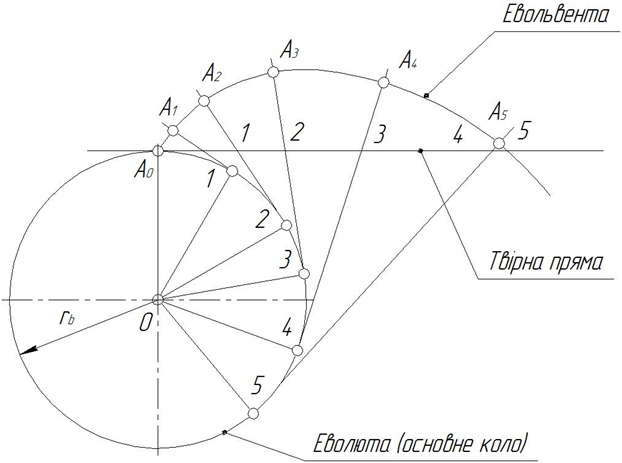 Евольвента
A3
A4
A2
A1
A5
1
2
3
4
5
A0
1
2
3
Твірна пряма
O
rb
4
5
Еволюта (основне коло)